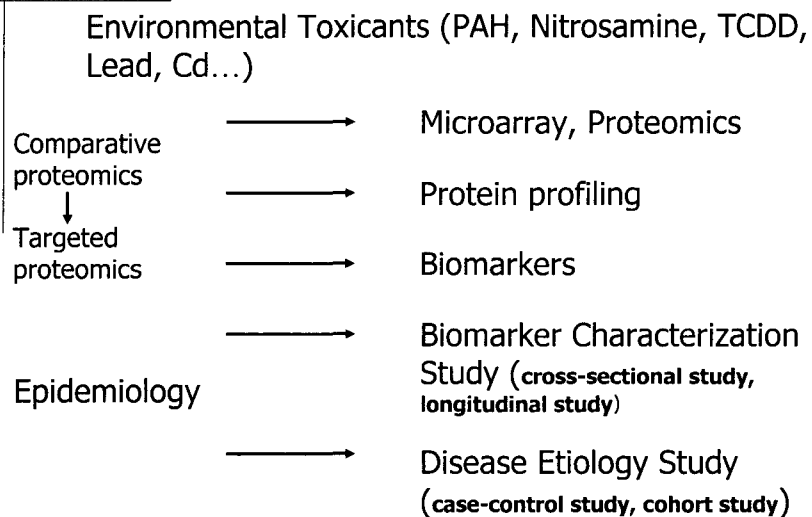 Environmental Toxicants (PAH, Nitrosamine, TCDD,
Lead, Cd...)
Microarray, Proteomics
Comparative
proteomics
Protein profiling
Targeted
proteomics
Biomarkers
Biomarker Characterization
Study (cross-sectional study,
longitudinal study)
Epidemiology
Disease Etiology Study
(case-control study, cohort study)